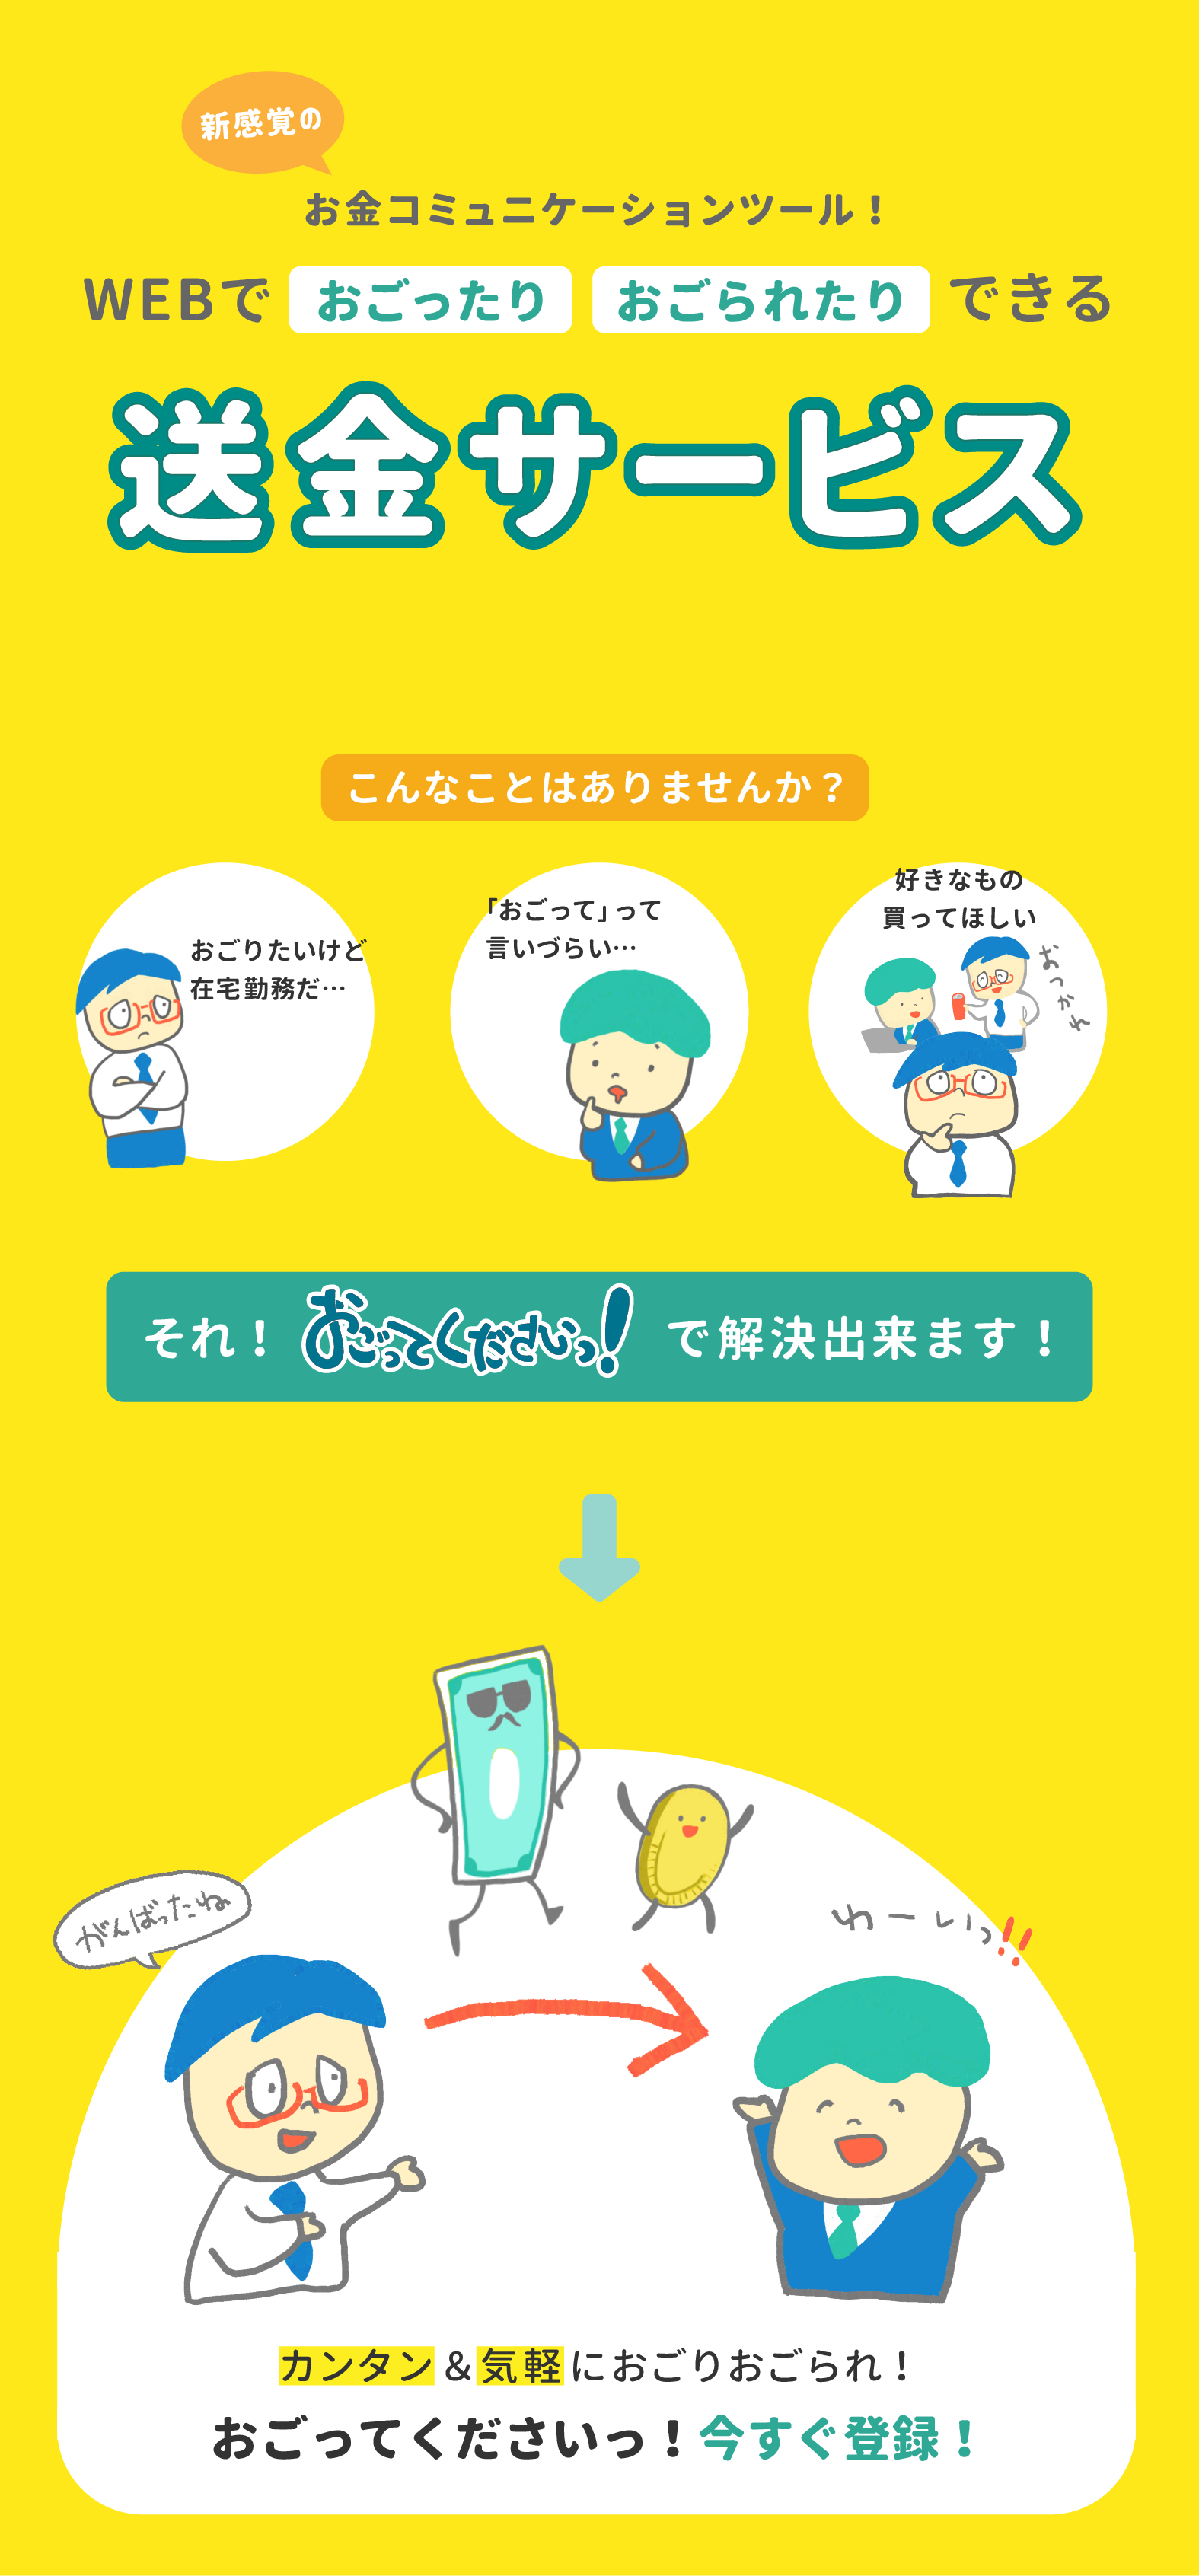 新感覚の
お金コミュニケーションツール！
WEBで おごったり おごられたり できる
送金サービス
こんなことはありませんか？
おごりたいけど
在宅勤務だ…
「おごって」って
言いづらい…
好きなもの
買ってほしい
おつかれ
それ！ おごってくださいっ！ で解決出来ます！
がんばったね
わーいっ!!
カンタン＆気軽におごりおごられ！
おごってくださいっ！今すぐ登録！